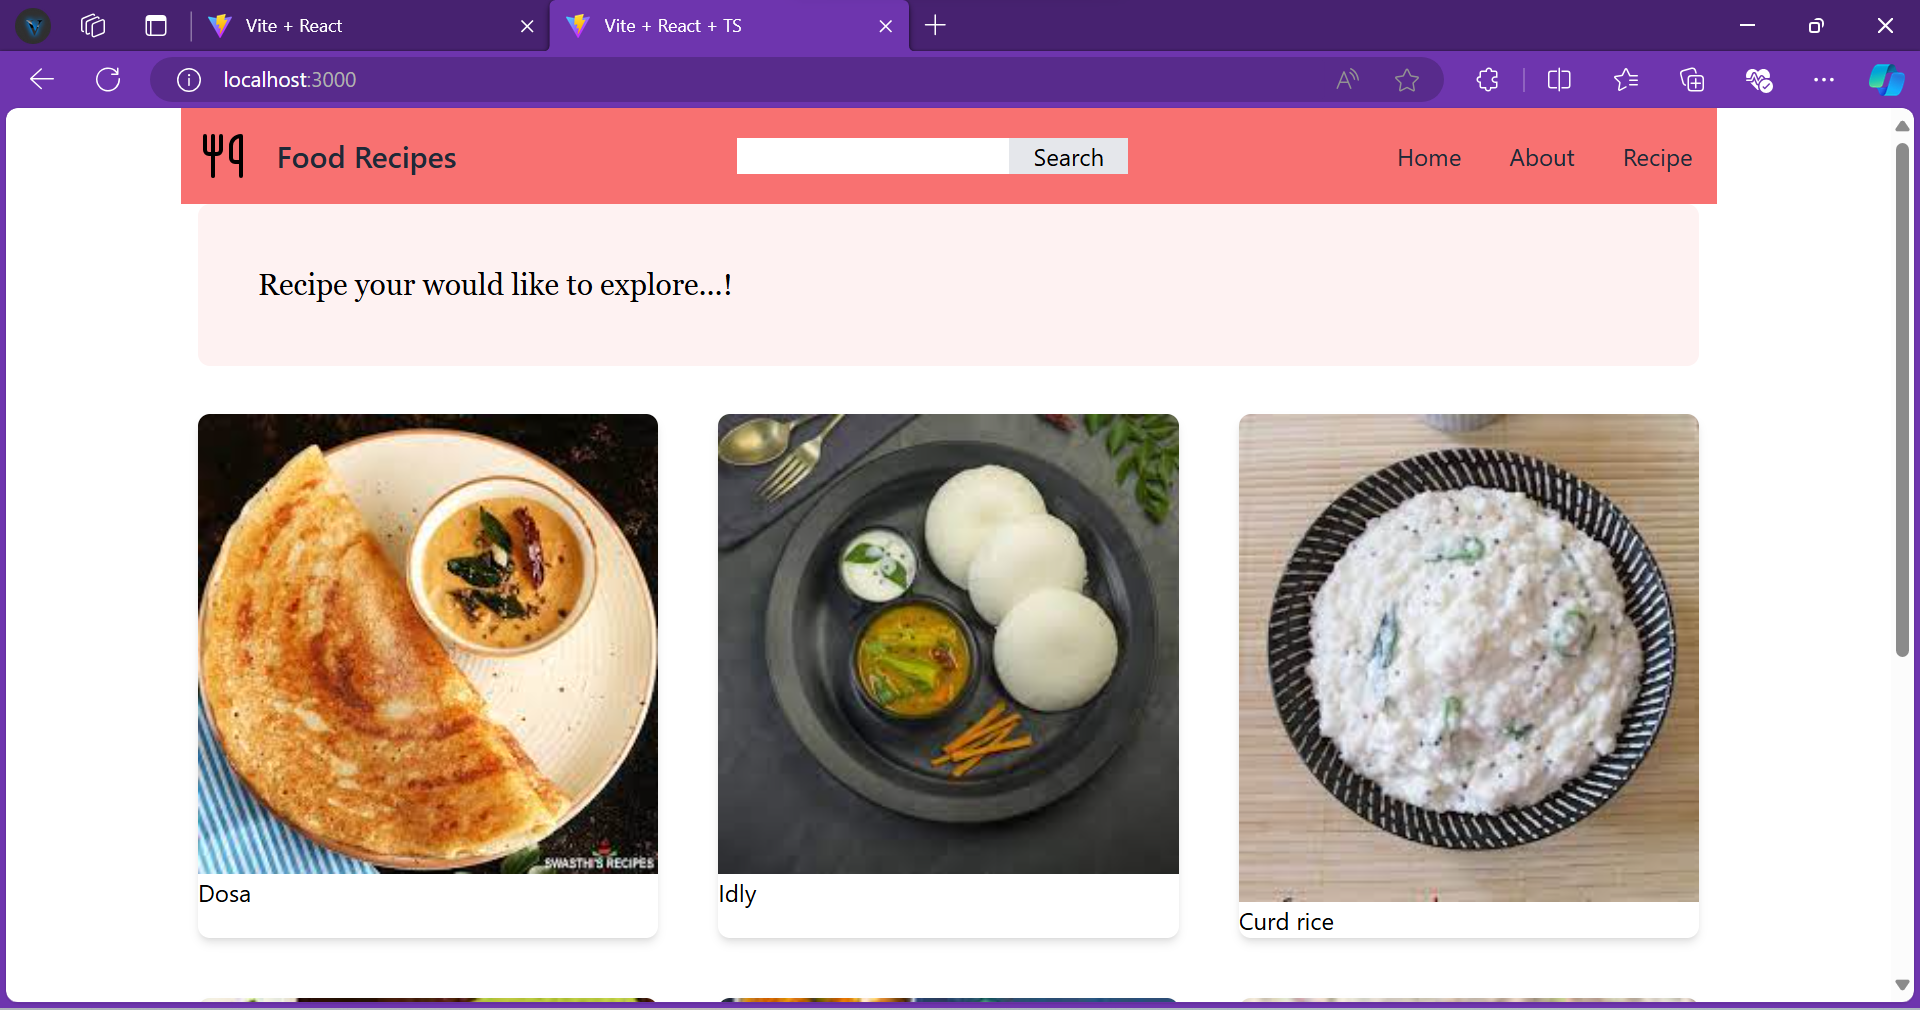 Vite + React
Vite + React + TS
localhost:3000
Food Recipes
Search
Home
About
Recipe
Recipe your would like to explore...!
SWASTHI'S RECIPES
Dosa
Idly
Curd rice